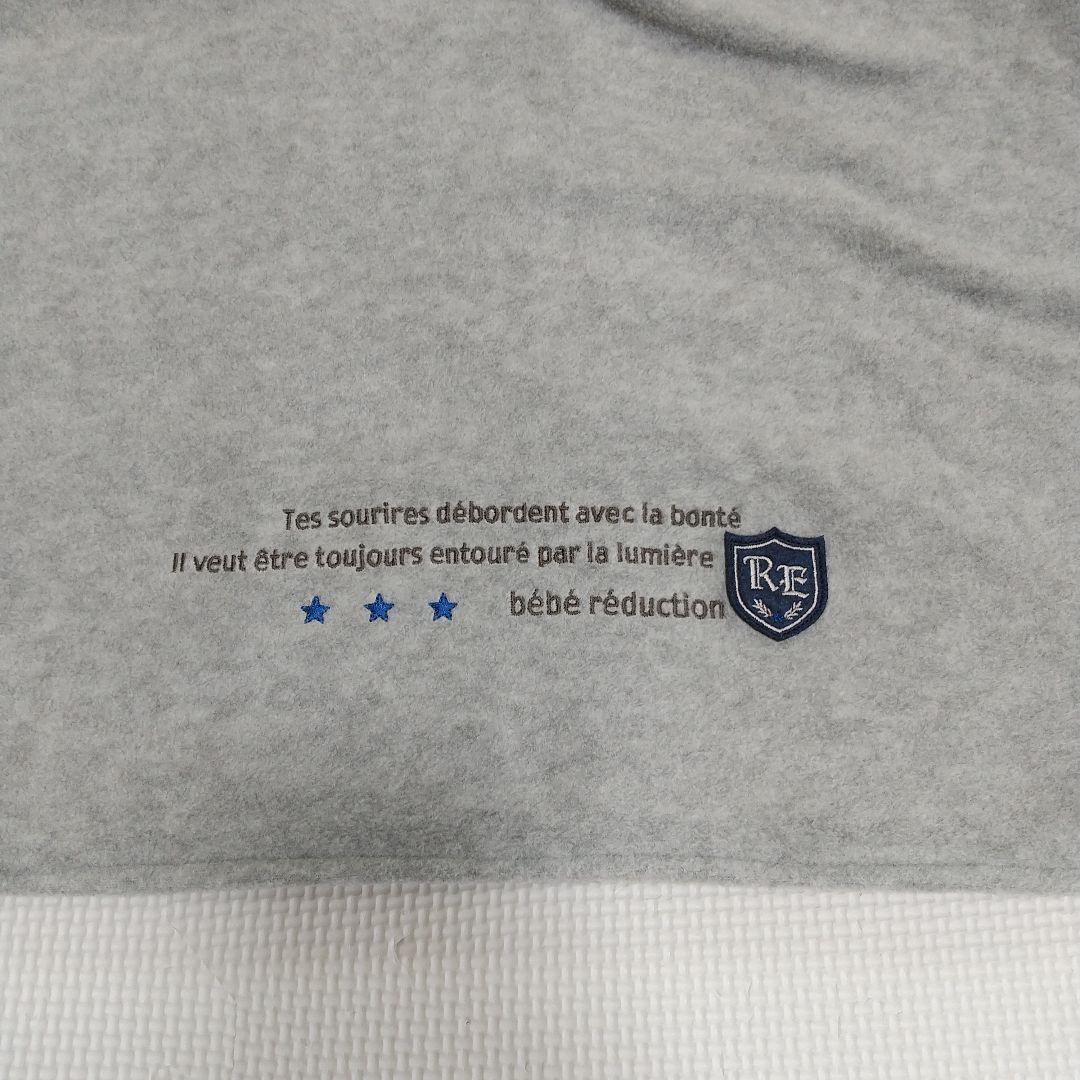 Tes sourires débordent avec la bonté
Il veut être toujours entouré par la lumière
bébé réduction
RE